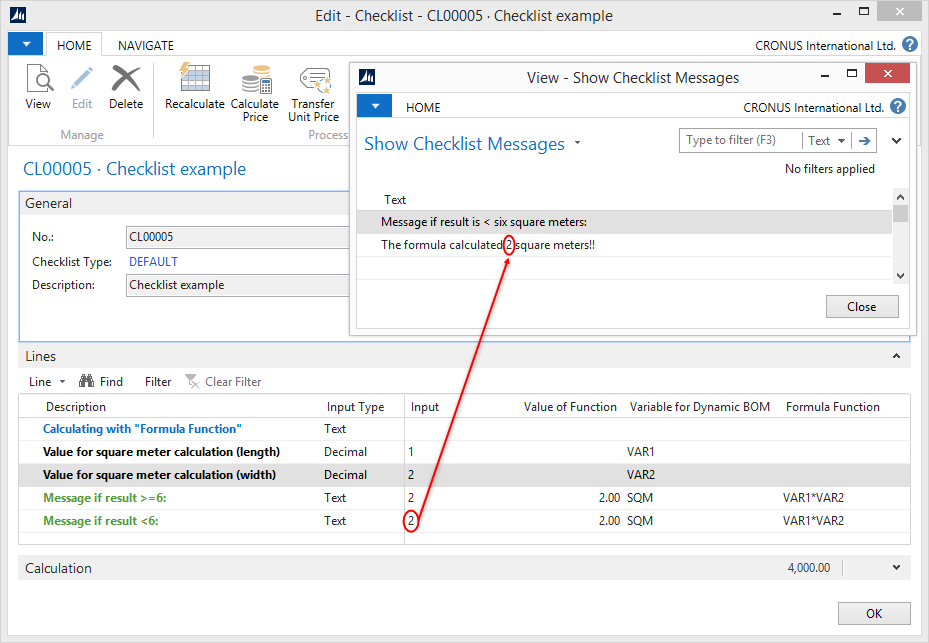 Edit - Checklist - CL00005 · Checklist example
HOME NAVIGATE CRONUS International Ltd. ?
View Edit Delete Recalculate Calculate Price Transfer Unit Price
Manage Process
View - Show Checklist Messages
HOME CRONUS International Ltd. ?
Show Checklist Messages Type to filter (F3) Text
No filters applied
Text
Message if result is < six square meters:
The formula calculated 2 square meters!!
Close
CL00005 · Checklist example
General
No.: CL00005
Checklist Type: DEFAULT
Description: Checklist example
Lines
Line Find Filter Clear Filter
Description Input Type Input Value of Function Variable for Dynamic BOM Formula Function
Calculating with "Formula Function" Text
Value for square meter calculation (length) Decimal 1 VAR1
Value for square meter calculation (width) Decimal 2 VAR2
Message if result >=6: Text 2 2.00 SQM VAR1*VAR2
Message if result <6: Text 2 2.00 SQM VAR1*VAR2
Calculation 4,000.00
OK